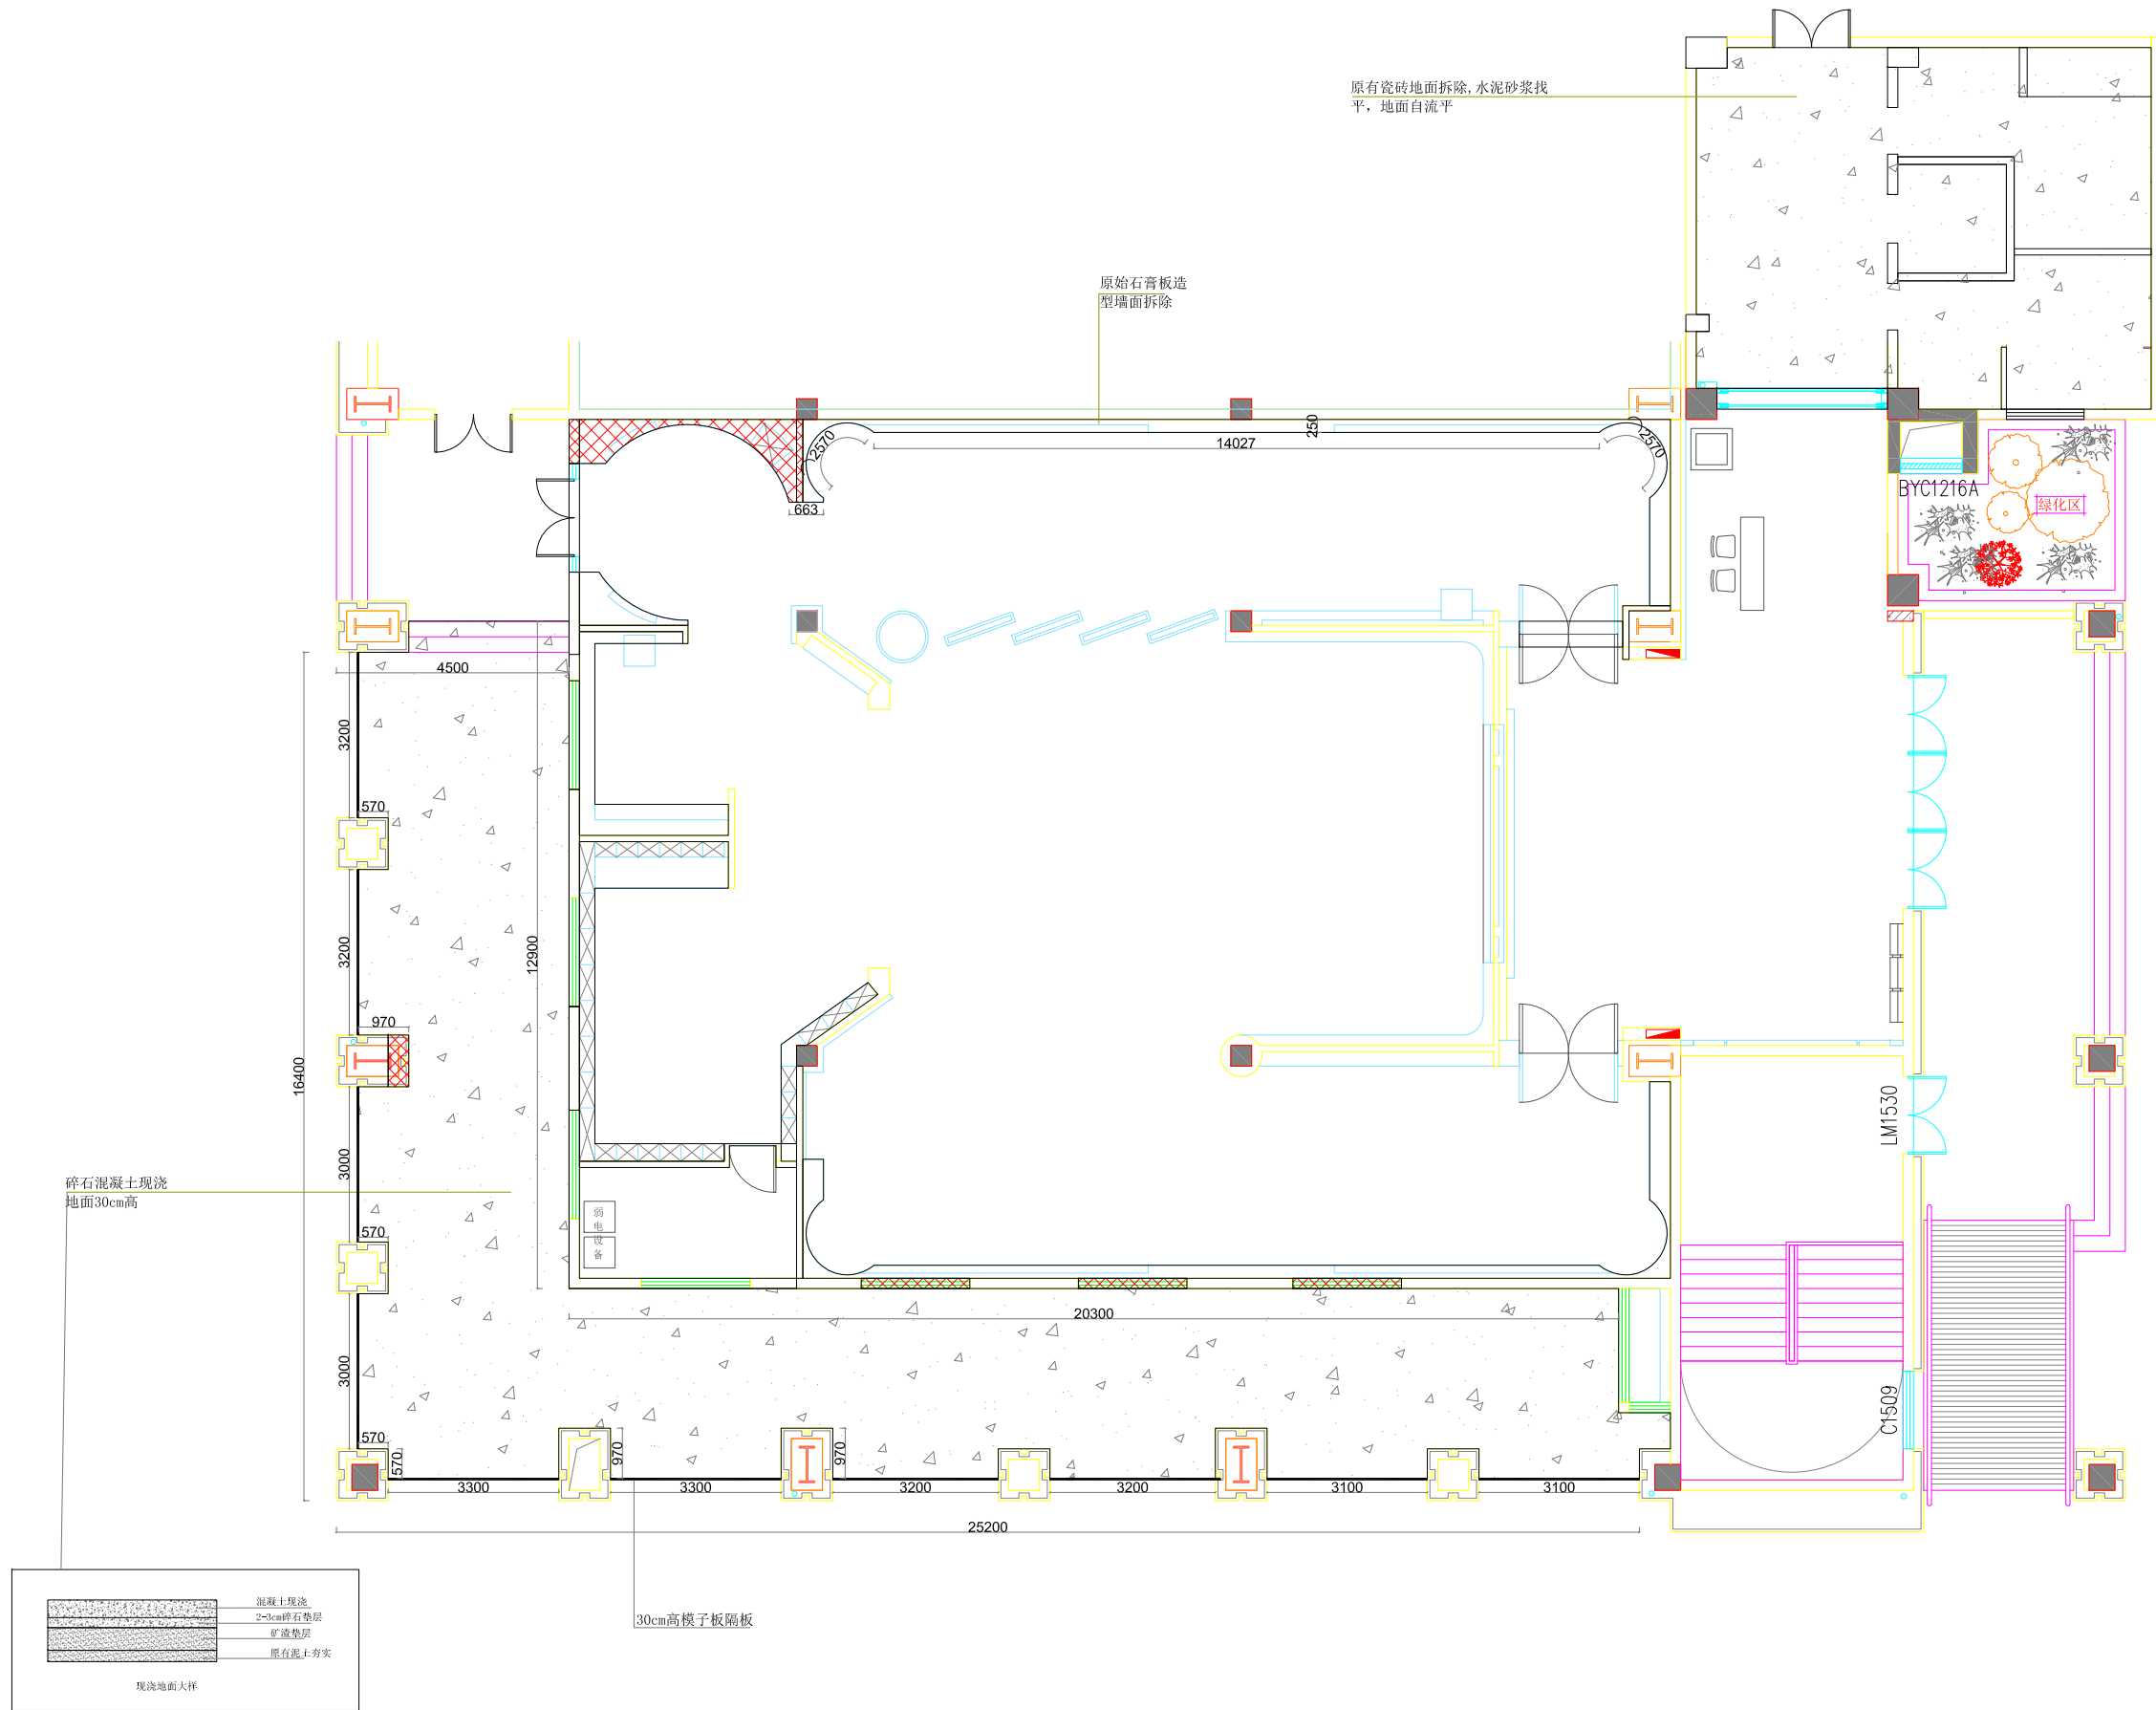 原有瓷砖地面拆除,水泥砂浆找
平，地面自流平
原始石膏板造
型墙面拆除
250
14027
2570
2570
663
BYC1216A
绿化区
4500
3200
570
3200
12900
970
16400
LM1530
3000
碎石混凝土现浇
地面30cm高
570
弱
电
设
备
20300
3000
C1509
570
570
970
970
3300
3300
3200
3200
3100
3100
25200
30cm高模子板隔板
混凝土现浇
2-3cm碎石垫层
矿渣垫层
原有泥土夯实
现浇地面大样